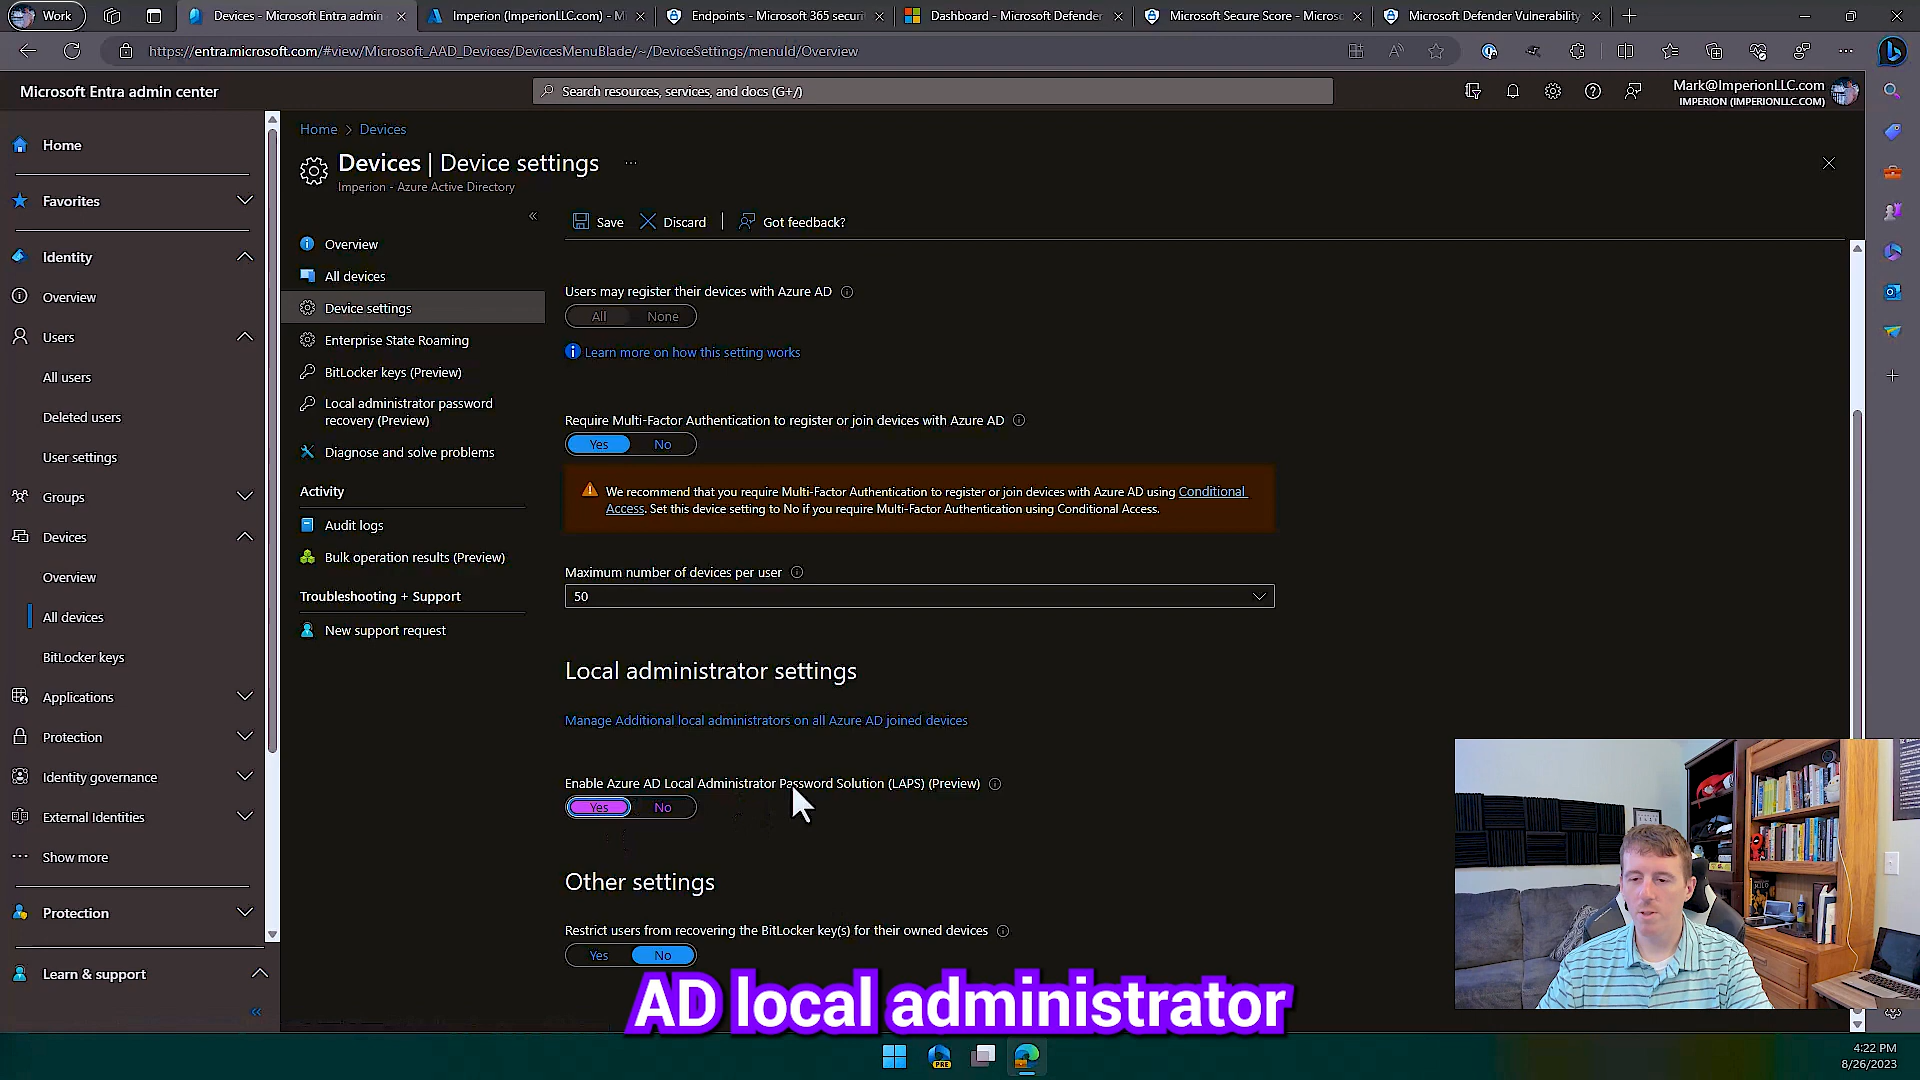 Work
Devices - Microsoft Entra admin
Imperion (ImperionLLC.com) - M
Endpoints - Microsoft 365 securi
Dashboard - Microsoft Defender
Microsoft Secure Score - Micros
Microsoft Defender Vulnerability
https://entra.microsoft.com/#view/Microsoft_AAD_Devices/DevicesMenuBlade/~/DeviceSettings/menuId/Overview
Microsoft Entra admin center
Search resources, services, and docs (G+/)
Mark@ImperionLLC.com
IMPERION (IMPERIONLLC.COM)
Home
Favorites
Identity
Overview
Users
All users
Deleted users
User settings
Groups
Devices
Overview
All devices
BitLocker keys
Applications
Protection
Identity governance
External Identities
Show more
Protection
Learn & support
Home > Devices
Devices | Device settings
Imperion - Azure Active Directory
Overview
All devices
Device settings
Enterprise State Roaming
BitLocker keys (Preview)
Local administrator password
recovery (Preview)
Diagnose and solve problems
Activity
Audit logs
Bulk operation results (Preview)
Troubleshooting + Support
New support request
Save
Discard
Got feedback?
Users may register their devices with Azure AD
All None
Learn more on how this setting works
Require Multi-Factor Authentication to register or join devices with Azure AD
Yes No
We recommend that you require Multi-Factor Authentication to register or join devices with Azure AD using Conditional
Access. Set this device setting to No if you require Multi-Factor Authentication using Conditional Access.
Maximum number of devices per user
50
Local administrator settings
Manage Additional local administrators on all Azure AD joined devices
Enable Azure AD Local Administrator Password Solution (LAPS) (Preview)
Yes No
Other settings
Restrict users from recovering the BitLocker key(s) for their owned devices
Yes No
AD local administrator
PRE
4:22 PM
8/26/2023